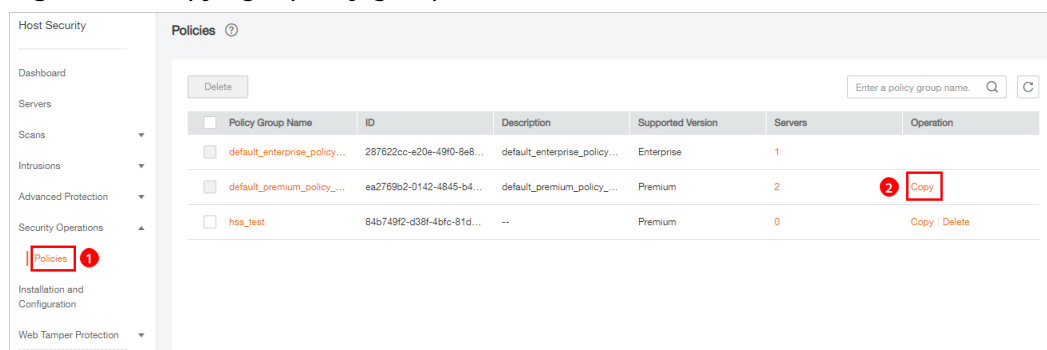 Host Security
Policies ?
Dashboard
Servers
Scans
Intrusions
Advanced Protection
Security Operations
Policies 1
Installation and
Configuration
Web Tamper Protection
Delete
Enter a policy group name.
Policy Group Name ID Description Supported Version Servers Operation
default_enterprise_policy... 287622cc-e20e-49f0-8e8... default_enterprise_policy... Enterprise 1
default_premium_policy_... ea2769b2-0142-4845-b4... default_premium_policy_... Premium 2 2 Copy
hss_test 84b749f2-d38f-4bfc-81d... -- Premium 0 Copy | Delete